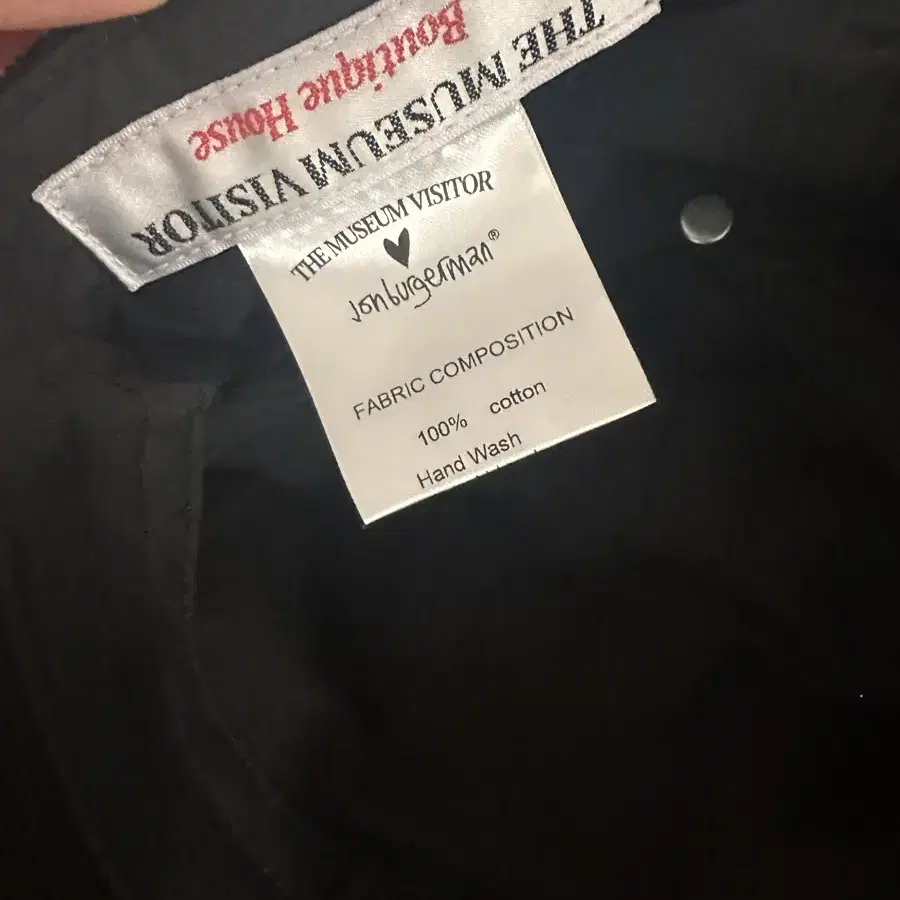 THE MUSEUM VISITOR
Boutique House
THE MUSEUM VISITOR
jonburgerman®
FABRIC COMPOSITION
100% cotton
Hand Wash